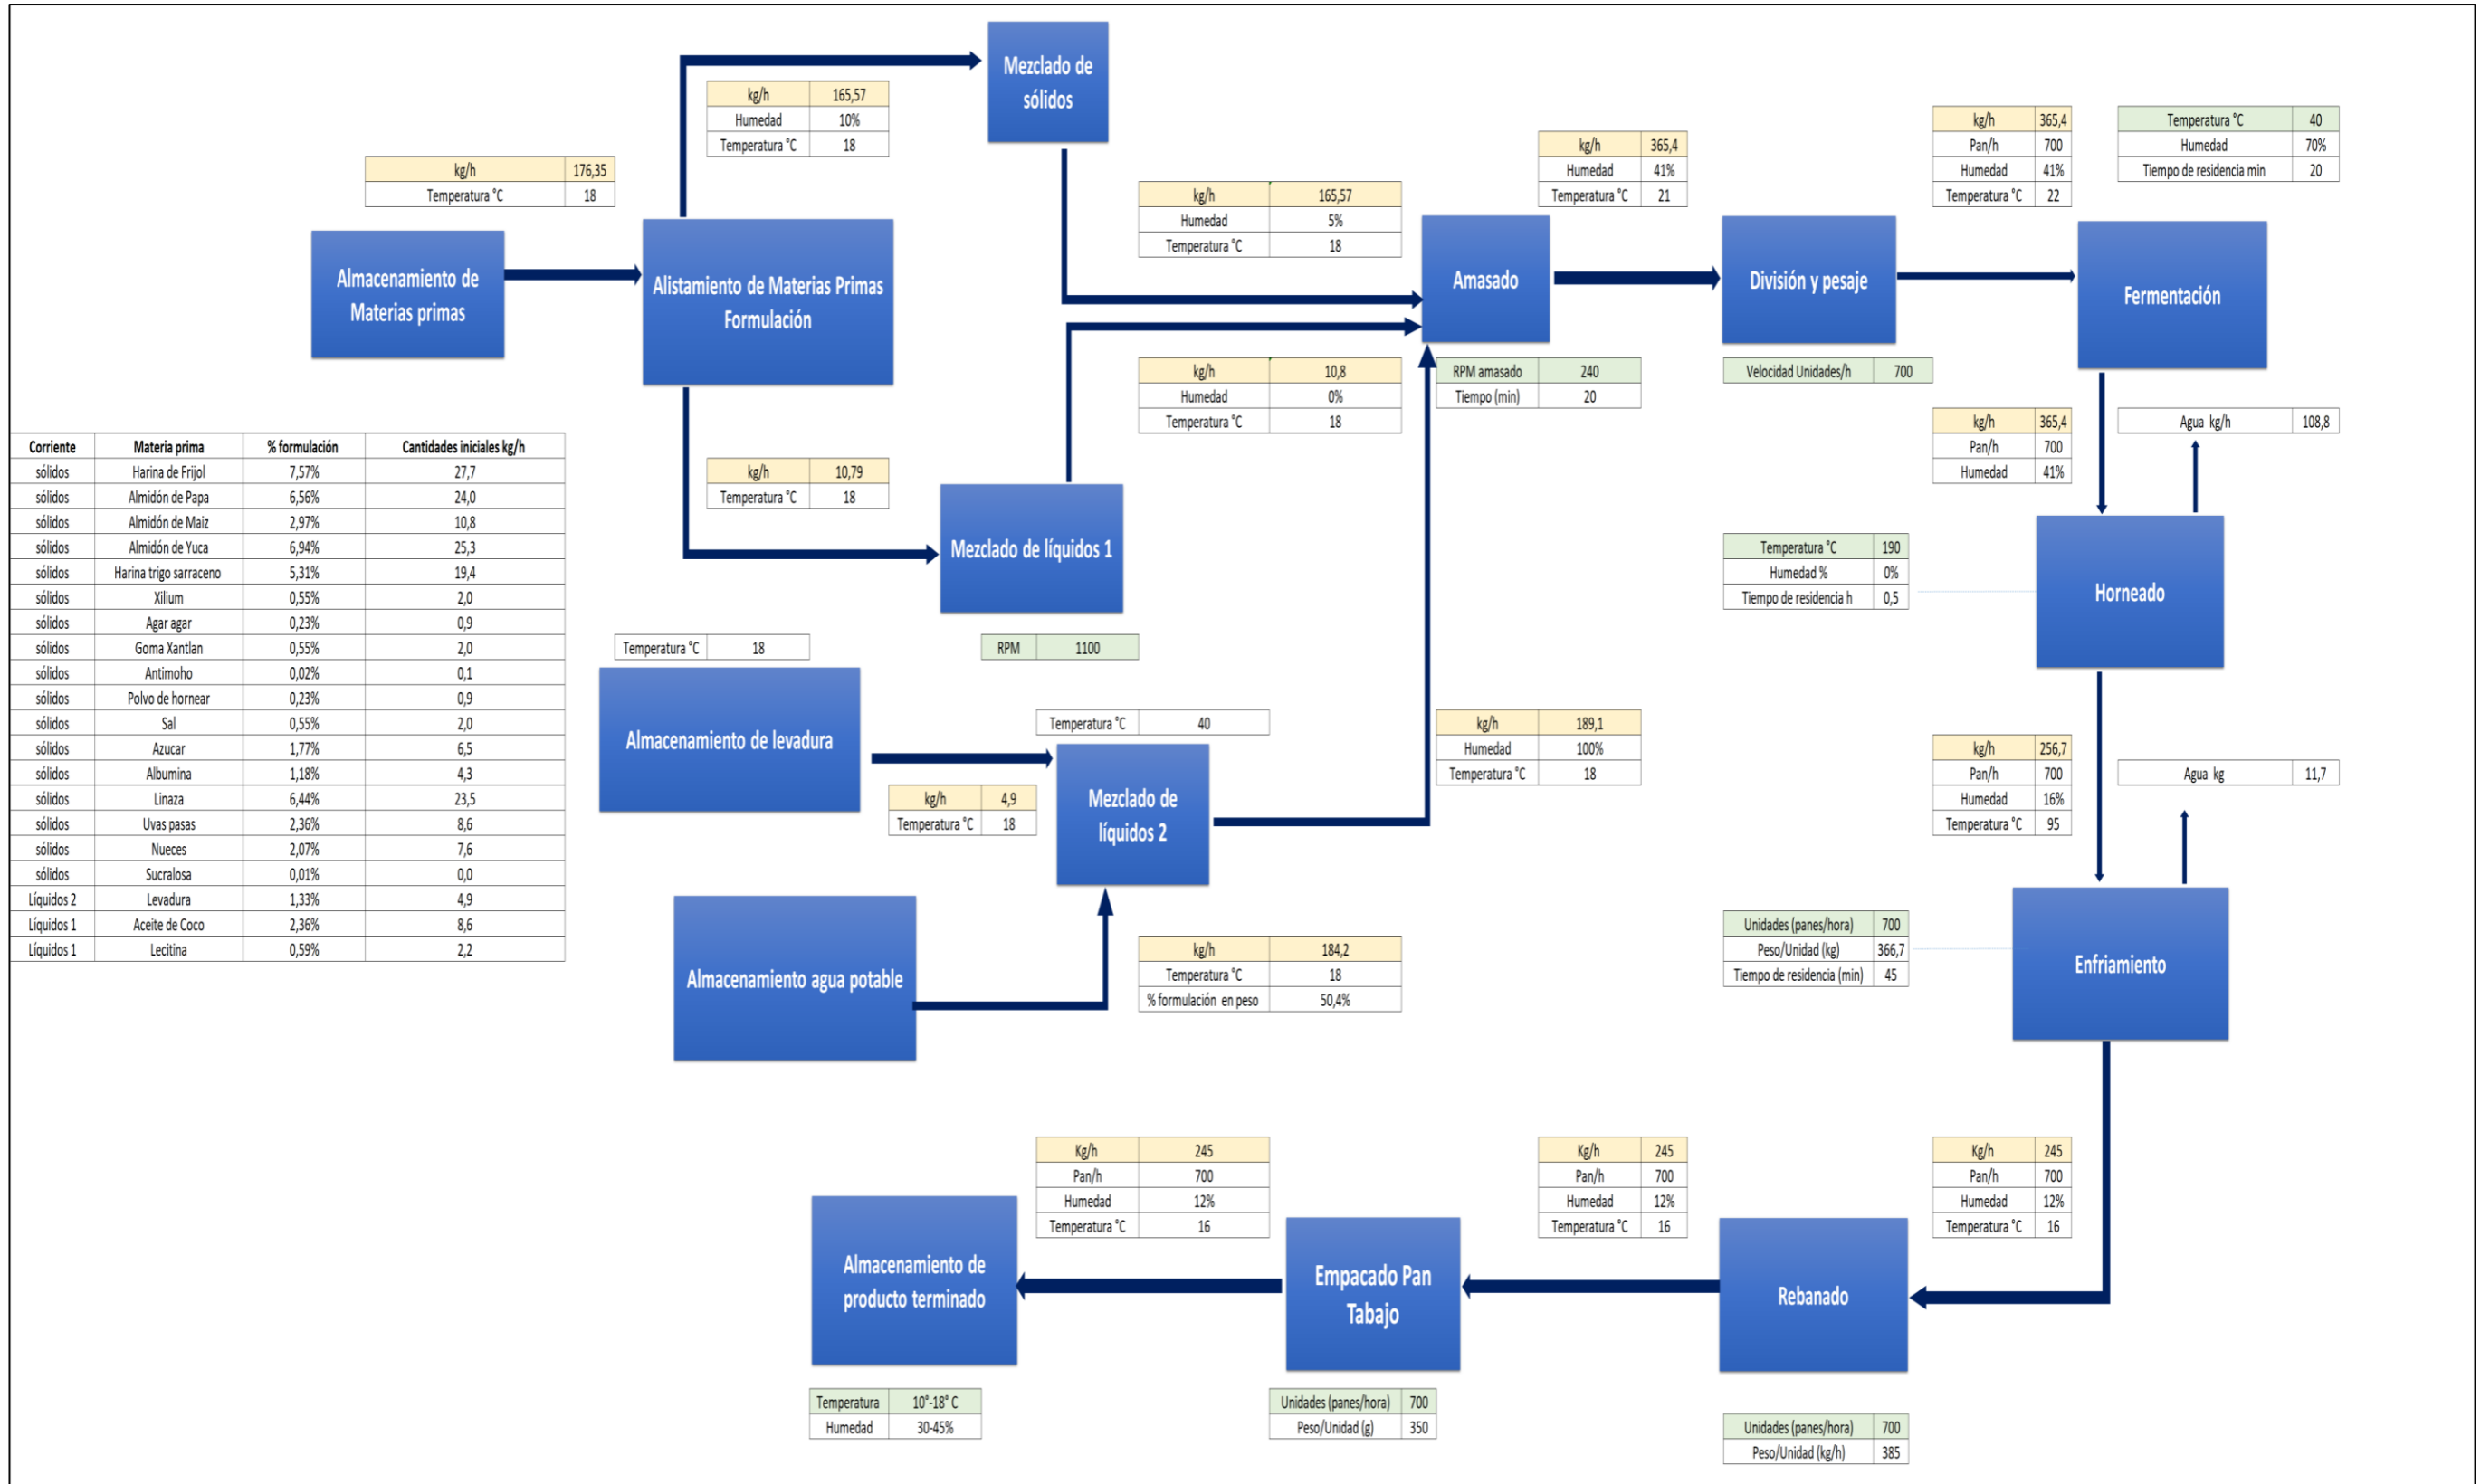 Mezclado de
sólidos
kg/h 165,57
Humedad 10%
Temperatura °C 18
kg/h 176,35
Temperatura °C 18
Almacenamiento de
Materias primas
Alistamiento de Materias Primas
Formulación
kg/h 165,57
Humedad 5%
Temperatura °C 18
kg/h 365,4
Humedad 41%
Temperatura °C 21
kg/h 365,4
Pan/h 700
Humedad 41%
Temperatura °C 22
Temperatura °C 40
Humedad 70%
Tiempo de residencia min 20
Amasado
División y pesaje
Fermentación
kg/h 10,8
Humedad 0%
Temperatura °C 18
RPM amasado 240
Tiempo (min) 20
Velocidad Unidades/h 700
kg/h 365,4
Pan/h 700
Humedad 41%
Agua kg/h 108,8
Corriente Materia prima % formulación Cantidades iniciales kg/h
sólidos Harina de Frijol 7,57% 27,7
sólidos Almidón de Papa 6,56% 24,0
sólidos Almidón de Maiz 2,97% 10,8
sólidos Almidón de Yuca 6,94% 25,3
sólidos Harina trigo sarraceno 5,31% 19,4
sólidos Xilium 0,55% 2,0
sólidos Agar agar 0,23% 0,9
sólidos Goma Xantlan 0,55% 2,0
sólidos Antimoho 0,02% 0,1
sólidos Polvo de hornear 0,23% 0,9
sólidos Sal 0,55% 2,0
sólidos Azucar 1,77% 6,5
sólidos Albumina 1,18% 4,3
sólidos Linaza 6,44% 23,5
sólidos Uvas pasas 2,36% 8,6
sólidos Nueces 2,07% 7,6
sólidos Sucralosa 0,01% 0,0
Líquidos 2 Levadura 1,33% 4,9
Líquidos 1 Aceite de Coco 2,36% 8,6
Líquidos 1 Lecitina 0,59% 2,2
kg/h 10,79
Temperatura °C 18
Mezclado de líquidos 1
RPM 1100
Temperatura °C 190
Humedad % 0%
Tiempo de residencia h 0,5
Horneado
Temperatura °C 18
Almacenamiento de levadura
kg/h 4,9
Temperatura °C 18
Temperatura °C 40
Mezclado de
líquidos 2
kg/h 189,1
Humedad 100%
Temperatura °C 18
kg/h 256,7
Pan/h 700
Humedad 16%
Temperatura °C 95
Agua kg 11,7
Almacenamiento agua potable
kg/h 184,2
Temperatura °C 18
% formulación en peso 50,4%
Unidades (panes/hora) 700
Peso/Unidad (kg) 366,7
Tiempo de residencia (min) 45
Enfriamiento
Kg/h 245
Pan/h 700
Humedad 12%
Temperatura °C 16
Kg/h 245
Pan/h 700
Humedad 12%
Temperatura °C 16
Kg/h 245
Pan/h 700
Humedad 12%
Temperatura °C 16
Almacenamiento de
producto terminado
Empacado Pan
Tabajo
Rebanado
Temperatura 10°-18° C
Humedad 30-45%
Unidades (panes/hora) 700
Peso/Unidad (g) 350
Unidades (panes/hora) 700
Peso/Unidad (kg/h) 385